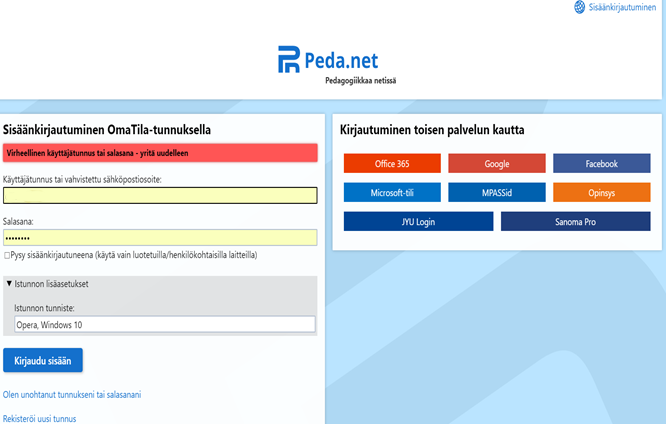 Sisäänkirjautuminen
Peda.net
Pedagogiikkaa netissä
Sisäänkirjautuminen OmaTila-tunnuksella
Virheellinen käyttäjätunnus tai salasana - yritä uudelleen
Käyttäjätunnus tai vahvistettu sähköpostiosoite:
Salasana:
••••••••
Pysy sisäänkirjautuneena (käytä vain luotetuilla/henkilökohtaisilla laitteilla)
▼ Istunnon lisäasetukset
Istunnon tunniste:
Opera, Windows 10
Kirjaudu sisään
Olen unohtanut tunnukseni tai salasanani
Rekisteröi uusi tunnus
Kirjautuminen toisen palvelun kautta
Office 365 Google Facebook
Microsoft-tili MPASSid Opinsys
JYU Login Sanoma Pro